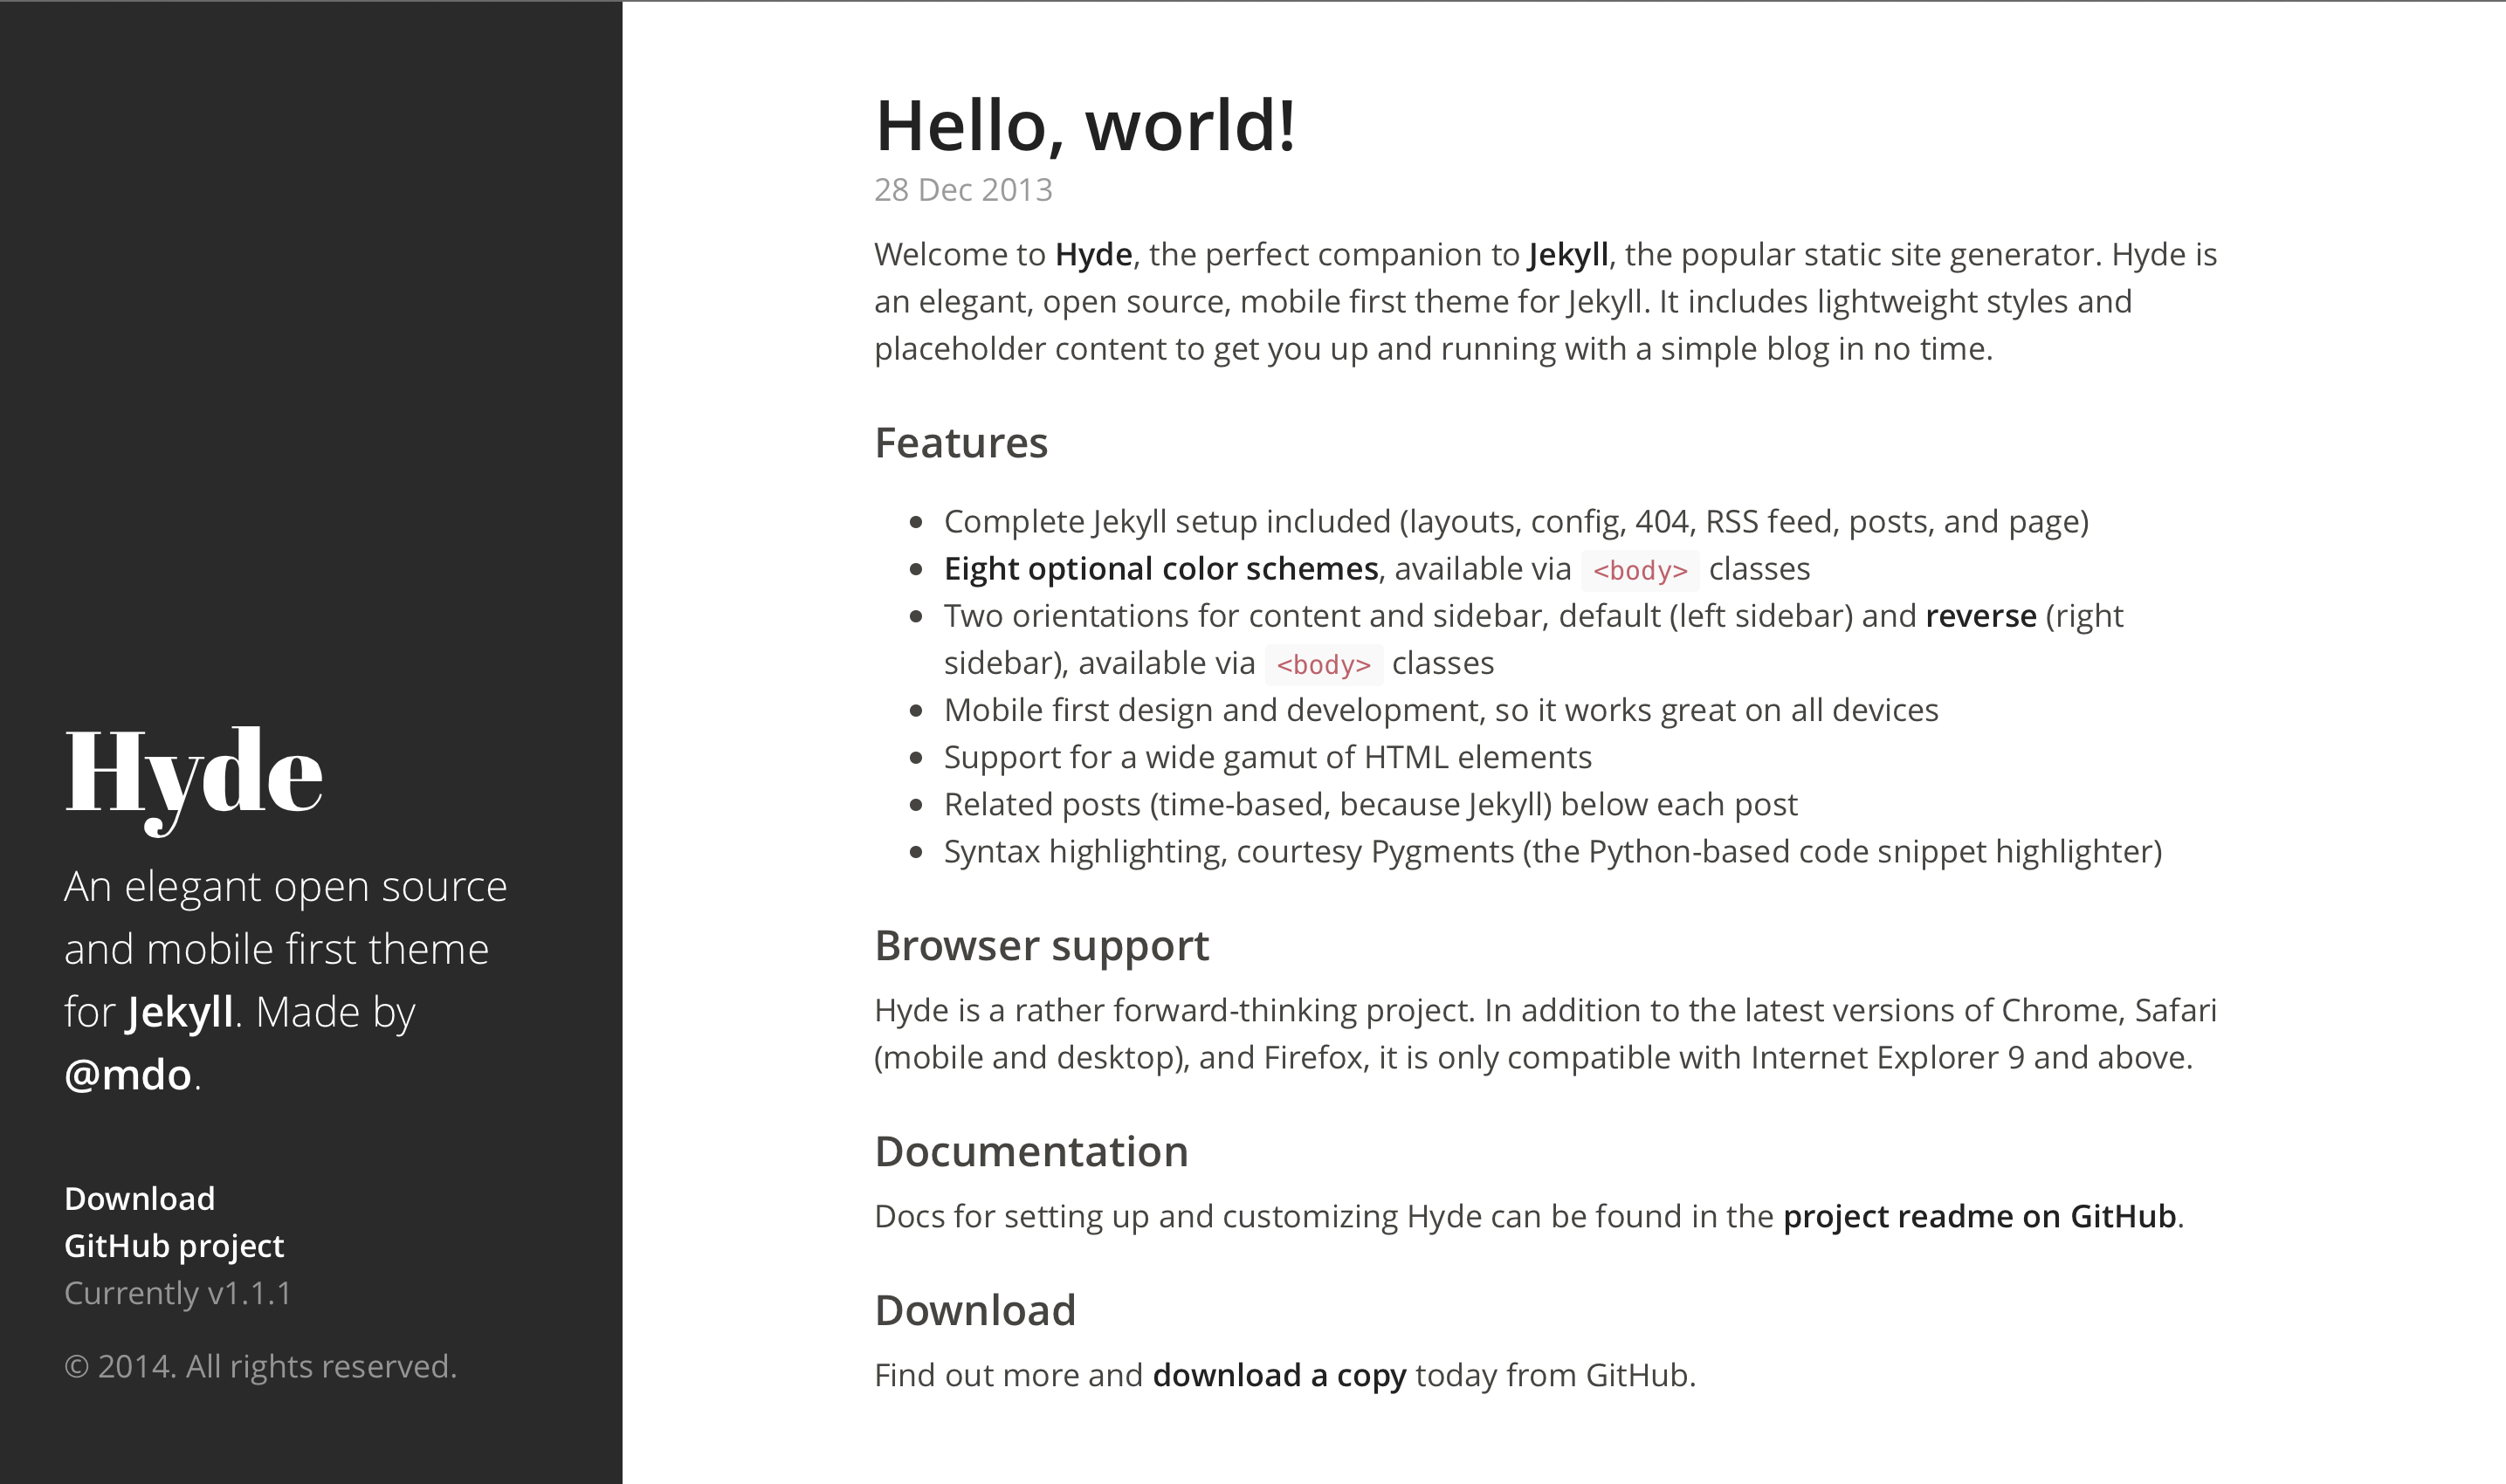 Hyde
An elegant open source
and mobile first theme
for Jekyll. Made by
@mdo.
Download
GitHub project
Currently v1.1.1
© 2014. All rights reserved.
Hello, world!
28 Dec 2013
Welcome to Hyde, the perfect companion to Jekyll, the popular static site generator. Hyde is
an elegant, open source, mobile first theme for Jekyll. It includes lightweight styles and
placeholder content to get you up and running with a simple blog in no time.
Features
• Complete Jekyll setup included (layouts, config, 404, RSS feed, posts, and page)
• Eight optional color schemes, available via <body> classes
• Two orientations for content and sidebar, default (left sidebar) and reverse (right
sidebar), available via <body> classes
• Mobile first design and development, so it works great on all devices
• Support for a wide gamut of HTML elements
• Related posts (time-based, because Jekyll) below each post
• Syntax highlighting, courtesy Pygments (the Python-based code snippet highlighter)
Browser support
Hyde is a rather forward-thinking project. In addition to the latest versions of Chrome, Safari
(mobile and desktop), and Firefox, it is only compatible with Internet Explorer 9 and above.
Documentation
Docs for setting up and customizing Hyde can be found in the project readme on GitHub.
Download
Find out more and download a copy today from GitHub.